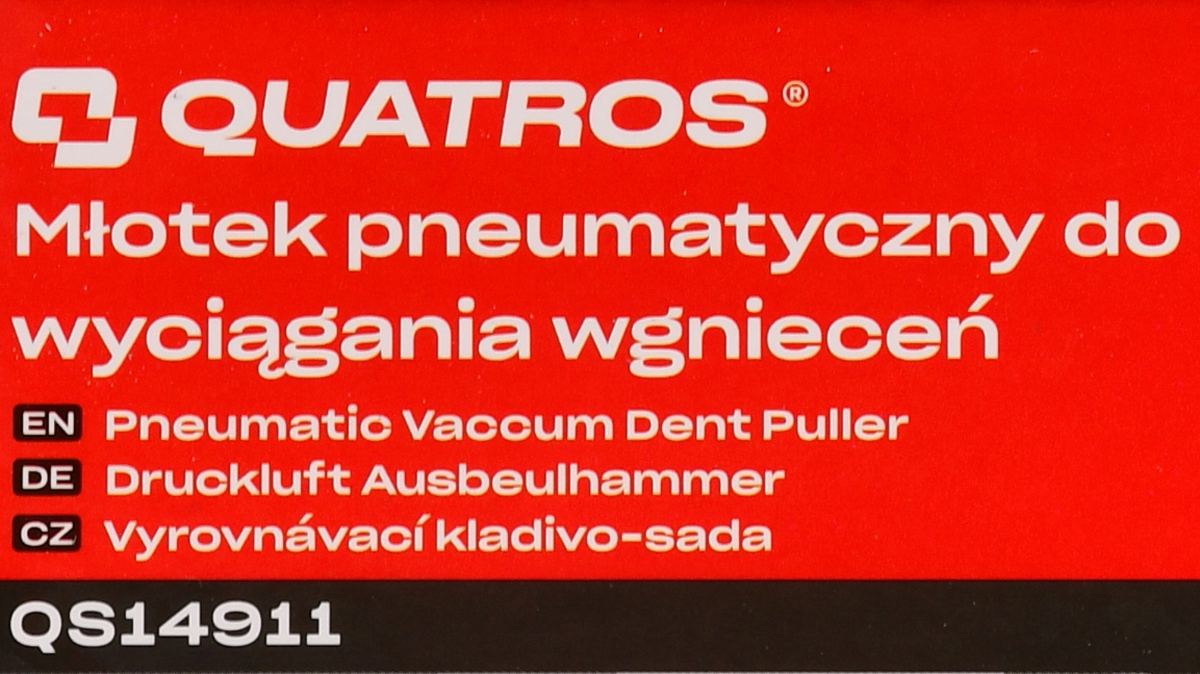 QUATROS®
Młotek pneumatyczny do
wyciągania wgnieceń
EN Pneumatic Vaccum Dent Puller
DE Druckluft Ausbeulhammer
CZ Vyrovnávací kladivo-sada
QS14911